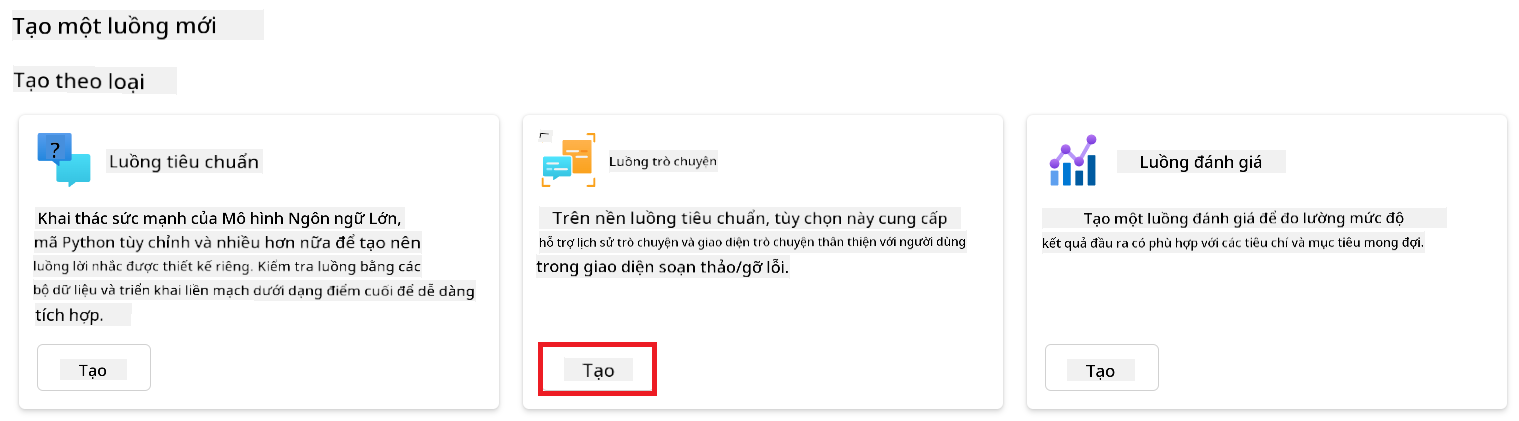 Tạo một luồng mới
Tạo theo loại
?
Luồng tiêu chuẩn
Khai thác sức mạnh của Mô hình Ngôn ngữ Lớn,
mã Python tùy chỉnh và nhiều hơn nữa để tạo nên
luồng lời nhắc được thiết kế riêng. Kiểm tra luồng bằng các
bộ dữ liệu và triển khai liền mạch dưới dạng điểm cuối để dễ dàng
tích hợp.
Tạo
Luồng trò chuyện
Trên nền luồng tiêu chuẩn, tùy chọn này cung cấp
hỗ trợ lịch sử trò chuyện và giao diện trò chuyện thân thiện với người dùng
trong giao diện soạn thảo/gỡ lỗi.
Tạo
Luồng đánh giá
Tạo một luồng đánh giá để đo lường mức độ
kết quả đầu ra có phù hợp với các tiêu chí và mục tiêu mong đợi.
Tạo